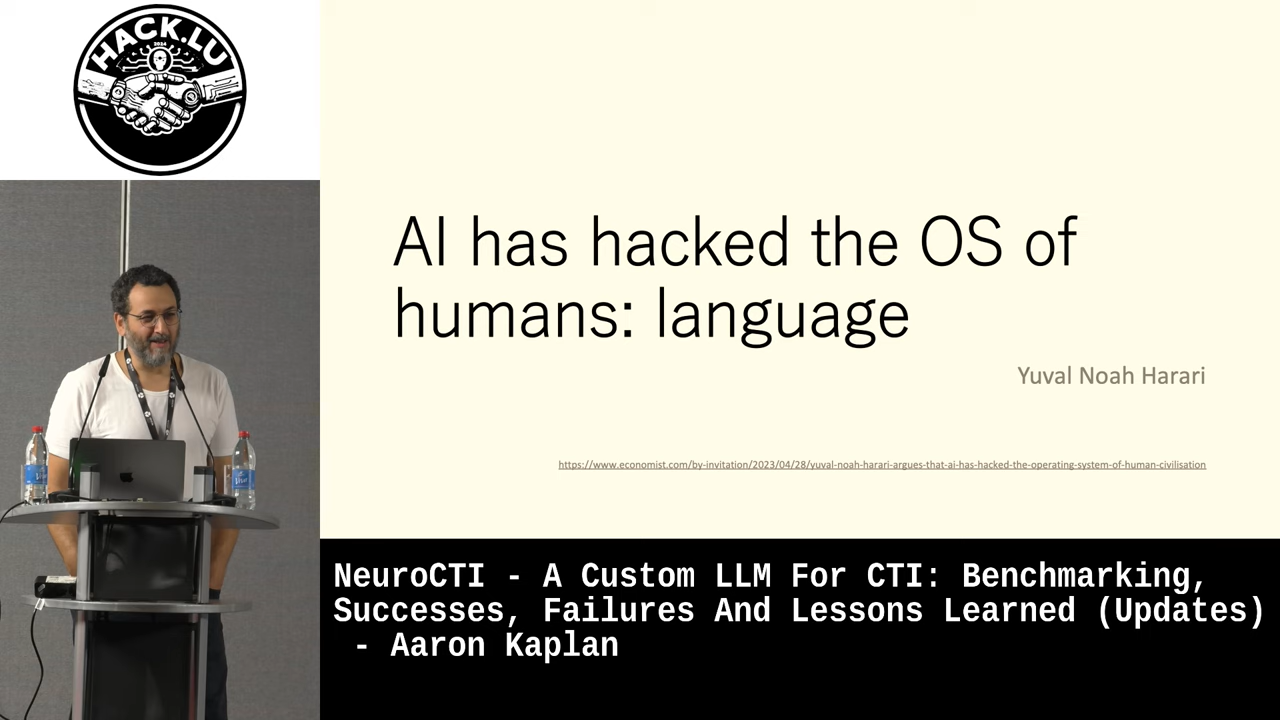 HACK.LU
2024
AI has hacked the OS of
humans: language
Yuval Noah Harari
https://www.economist.com/by-invitation/2023/04/28/yuval-noah-harari-argues-that-ai-has-hacked-the-operating-system-of-human-civilisation
NeuroCTI - A Custom LLM For CTI: Benchmarking,
Successes, Failures And Lessons Learned (Updates)
- Aaron Kaplan